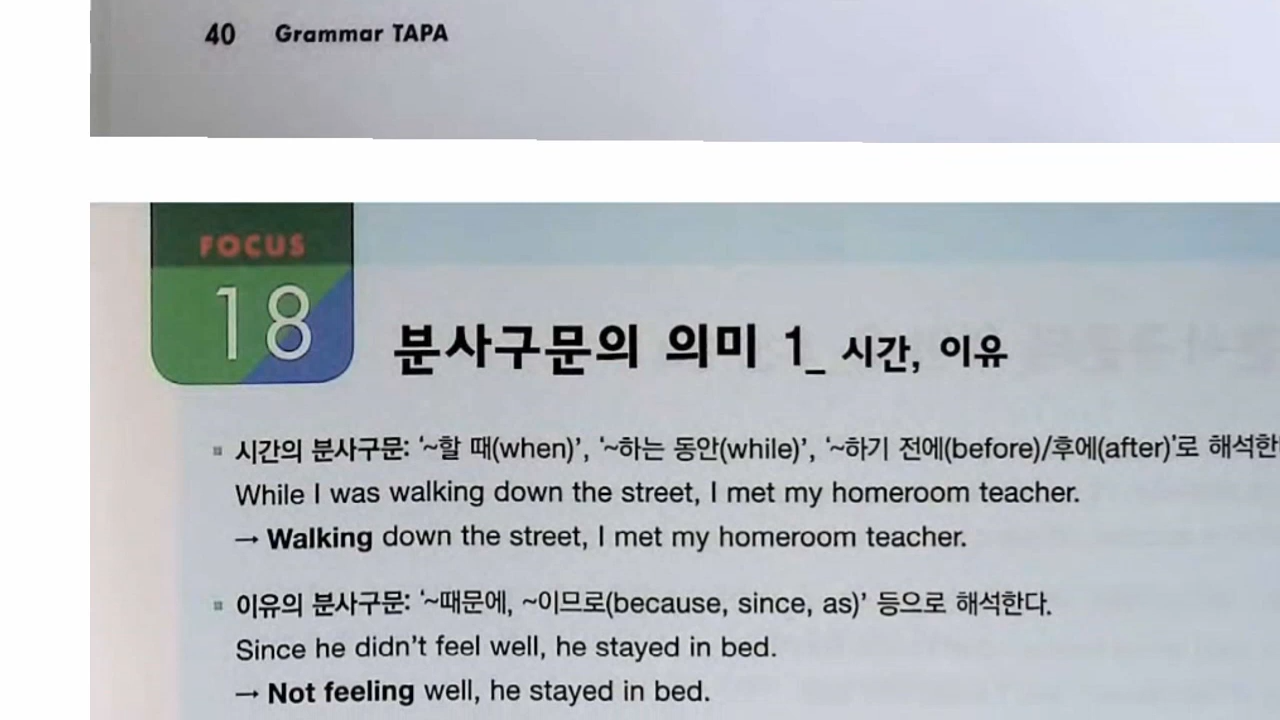 40 Grammar TAPA
FOCUS
18
분사구문의 의미 1_ 시간, 이유
시간의 분사구문: ‘~할 때(when)’, ‘~하는 동안(while)’, ‘~하기 전에(before)/후에(after)’로 해석한
While I was walking down the street, I met my homeroom teacher.
→ Walking down the street, I met my homeroom teacher.
이유의 분사구문: ‘~때문에, ~이므로(because, since, as)’ 등으로 해석한다.
Since he didn’t feel well, he stayed in bed.
→ Not feeling well, he stayed in bed.